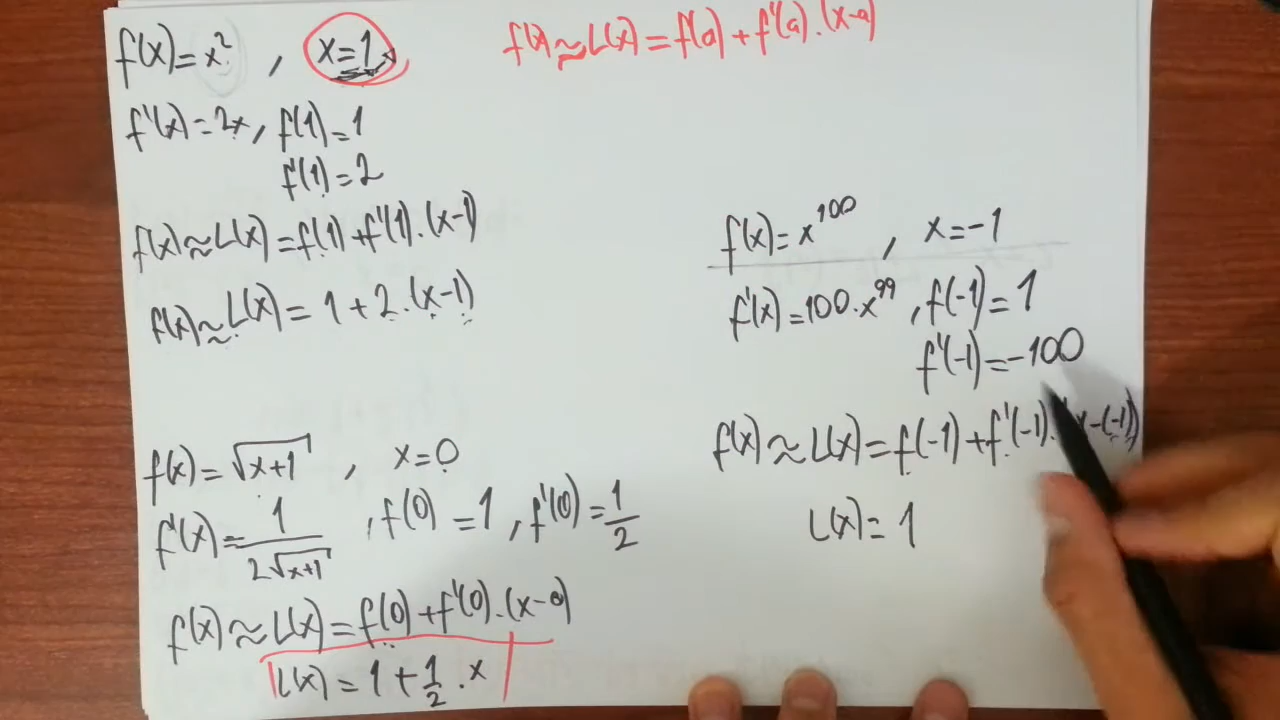 f(x) = x² , x=1
f(x) ≈ L(x) = f(a) + f'(a) . (x-a)
f'(x) = 2x , f(1) = 1
f'(1) = 2
f(x) ≈ L(x) = f(1) + f'(1) . (x-1)
f(x) ≈ L(x) = 1 + 2 . (x-1)
f(x) = √(x+1) , x=0
f'(x) = 1/(2√(x+1)) , f(0) = 1 , f'(0) = 1/2
f(x) ≈ L(x) = f(0) + f'(0) . (x-0)
L(x) = 1 + 1/2 . x
f(x) = x¹⁰⁰ , x=-1
f'(x) = 100 . x⁹⁹ , f(-1) = 1
f'(-1) = -100
f(x) ≈ L(x) = f(-1) + f'(-1) . x-(-1))
L(x) = 1